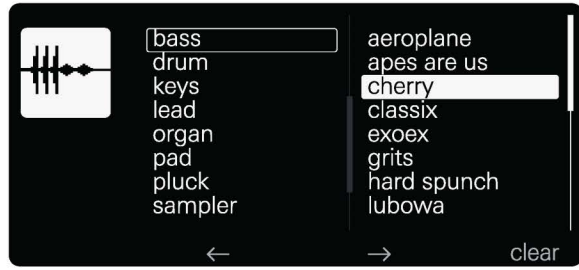 bass
drum
keys
lead
organ
pad
pluck
sampler
aeroplane
apes are us
cherry
classix
exoex
grits
hard spunch
lubowa
← → clear